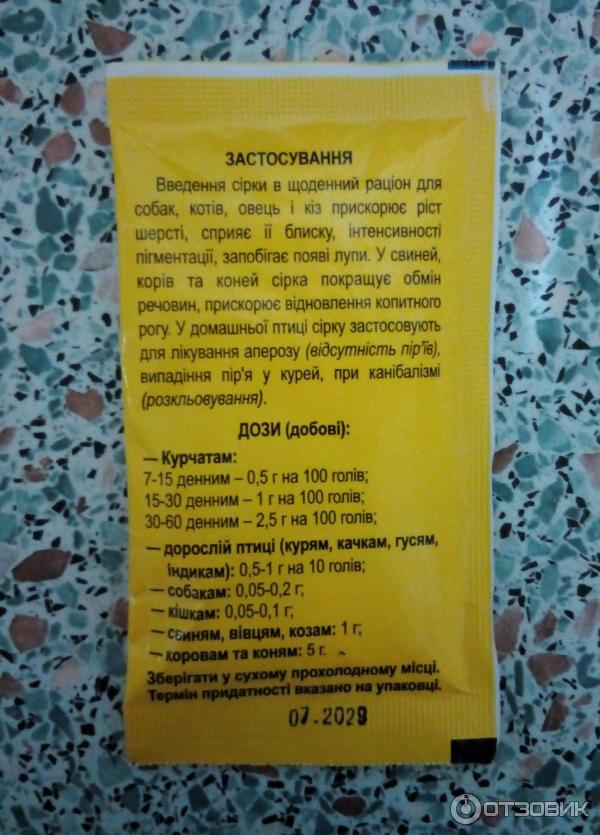 ЗАСТОСУВАННЯ
Введення сірки в щоденний раціон для
собак, котів, овець і кіз прискорює ріст
шерсті, сприяє її блиску, інтенсивності
пігментації, запобігає появі лупи. У свиней,
корів та коней сірка покращує обмін
речовин, прискорює відновлення копитного
рогу. У домашньої птиці сірку застосовують
для лікування аперозу (відсутність пір'їв),
випадіння пір'я у курей, при канібалізмі
(розкльовування).
ДОЗИ (добові):
— Курчатам:
7-15 денним – 0,5 г на 100 голів;
15-30 денним – 1 г на 100 голів;
30-60 денним – 2,5 г на 100 голів;
— дорослій птиці (курям, качкам, гусям,
індикам): 0,5-1 г на 10 голів;
— собакам: 0,05-0,2 г;
— кішкам: 0,05-0,1 г;
— свиням, вівцям, козам: 1 г;
— коровам та коням: 5 г.
Зберігати у сухому прохолодному місці.
Термін придатності вказано на упаковці.
07.2029
ОТЗОВИК